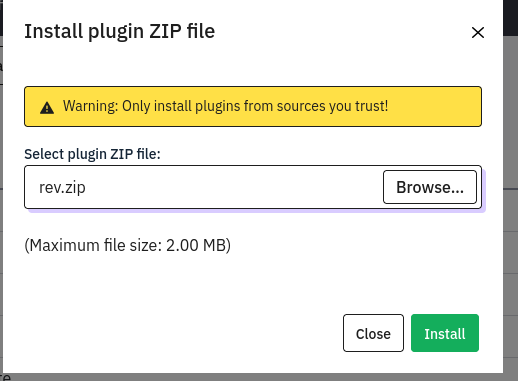 Install plugin ZIP file
Warning: Only install plugins from sources you trust!
Select plugin ZIP file:
rev.zip
Browse...
(Maximum file size: 2.00 MB)
Close
Install